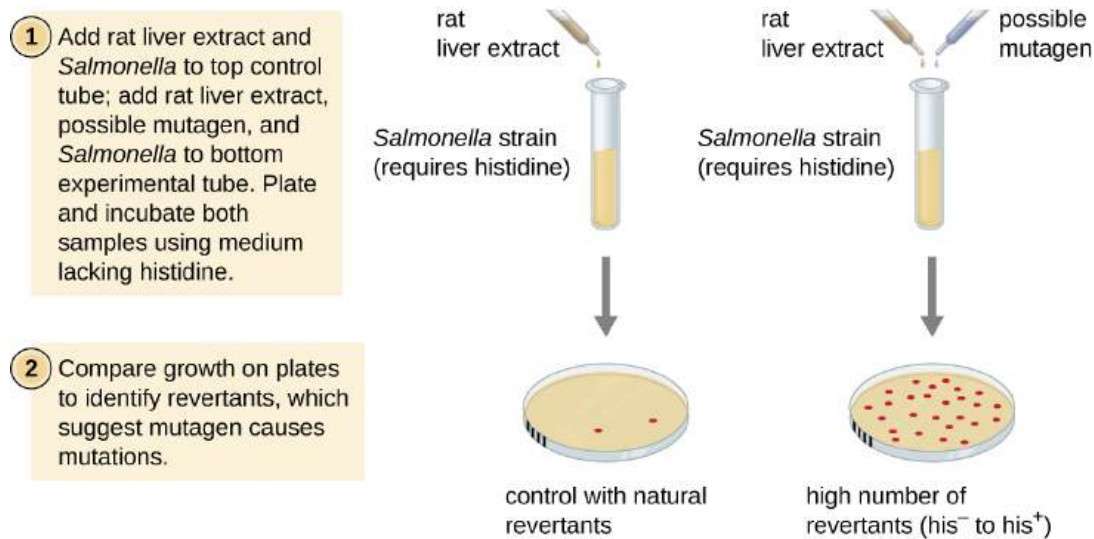 1 Add rat liver extract and
Salmonella to top control
tube; add rat liver extract,
possible mutagen, and
Salmonella to bottom
experimental tube. Plate
and incubate both
samples using medium
lacking histidine.
rat
liver extract
Salmonella strain
(requires histidine)
rat
liver extract
possible
mutagen
Salmonella strain
(requires histidine)
2 Compare growth on plates
to identify revertants, which
suggest mutagen causes
mutations.
control with natural
revertants
high number of
revertants (his⁻ to his⁺)